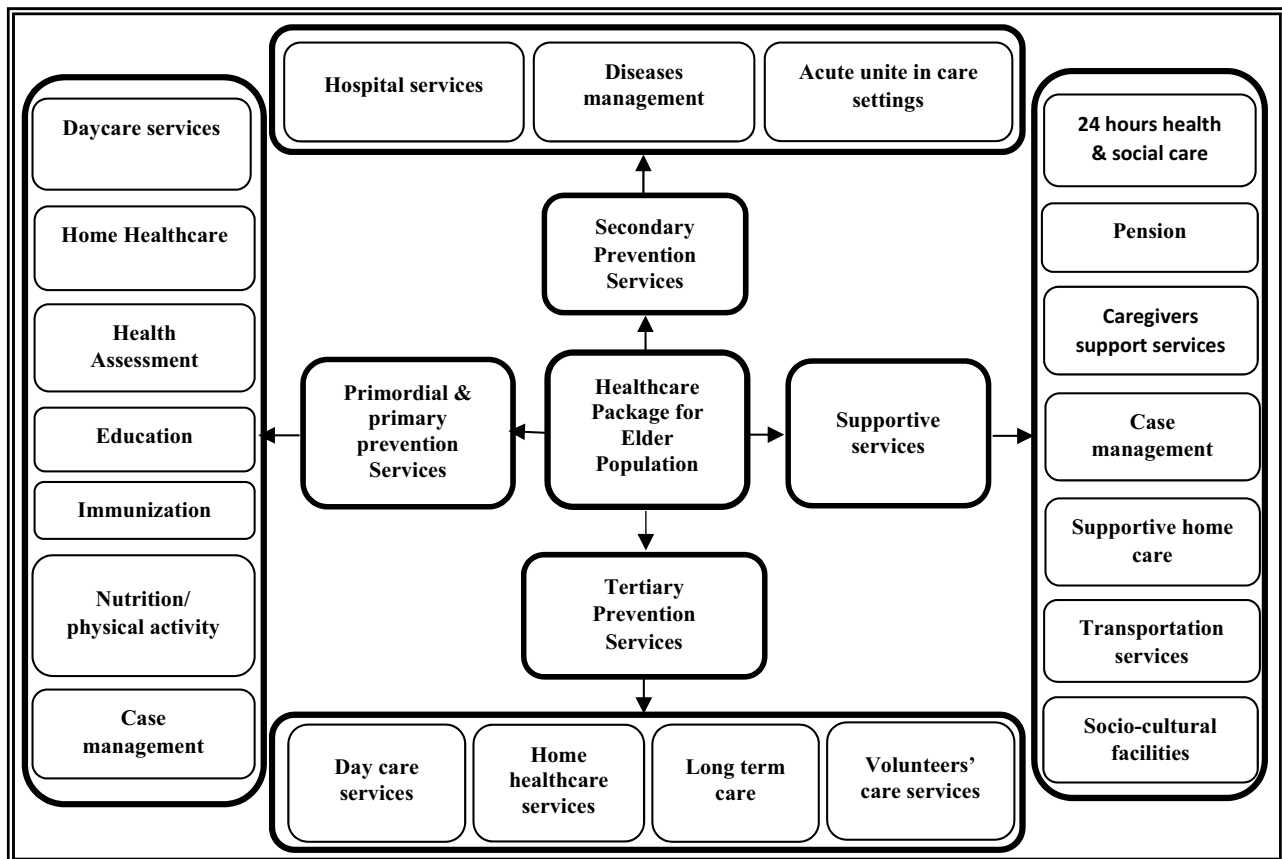 Hospital services
Diseases
management
Acute unite in care
settings
Daycare services
Home Healthcare
Health
Assessment
Education
Immunization
Nutrition/
physical activity
Case
management
Secondary
Prevention
Services
Primordial &
primary
prevention
Services
Healthcare
Package for
Elder
Population
Supportive
services
Tertiary
Prevention
Services
24 hours health
& social care
Pension
Caregivers
support services
Case
management
Supportive home
care
Transportation
services
Socio-cultural
facilities
Day care
services
Home
healthcare
services
Long term
care
Volunteers’
care services